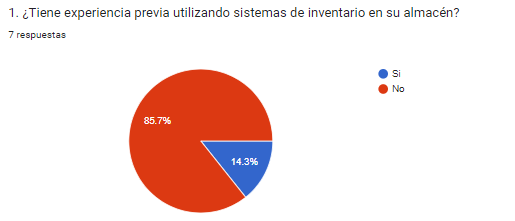 1. ¿Tiene experiencia previa utilizando sistemas de inventario en su almacén?
7 respuestas
Si
No
85.7%
14.3%